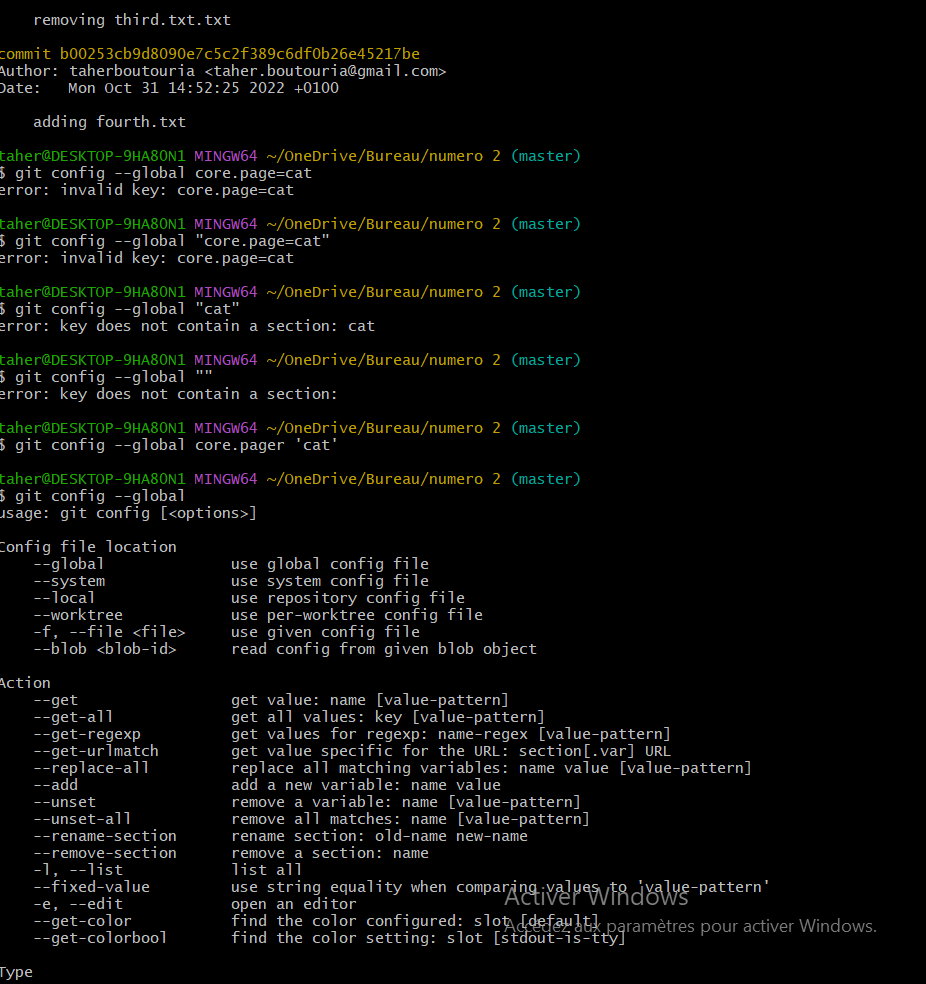 removing third.txt.txt
commit b00253cb9d8090e7c5c2f389c6df0b26e45217be
Author: taherboutouria <taher.boutouria@gmail.com>
Date:   Mon Oct 31 14:52:25 2022 +0100
adding fourth.txt
taher@DESKTOP-9HA8ON1 MINGW64 ~/OneDrive/Bureau/numero 2 (master)
$ git config --global core.page=cat
error: invalid key: core.page=cat
taher@DESKTOP-9HA8ON1 MINGW64 ~/OneDrive/Bureau/numero 2 (master)
$ git config --global "core.page=cat"
error: invalid key: core.page=cat
taher@DESKTOP-9HA8ON1 MINGW64 ~/OneDrive/Bureau/numero 2 (master)
$ git config --global "cat"
error: key does not contain a section: cat
taher@DESKTOP-9HA8ON1 MINGW64 ~/OneDrive/Bureau/numero 2 (master)
$ git config --global ""
error: key does not contain a section:
taher@DESKTOP-9HA8ON1 MINGW64 ~/OneDrive/Bureau/numero 2 (master)
$ git config --global core.pager 'cat'
taher@DESKTOP-9HA8ON1 MINGW64 ~/OneDrive/Bureau/numero 2 (master)
$ git config --global
usage: git config [<options>]
Config file location
    --global              use global config file
    --system              use system config file
    --local               use repository config file
    --worktree            use per-worktree config file
    -f, --file <file>     use given config file
    --blob <blob-id>      read config from given blob object
Action
    --get                 get value: name [value-pattern]
    --get-all             get all values: key [value-pattern]
    --get-regexp          get values for regexp: name-regex [value-pattern]
    --get-urlmatch        get value specific for the URL: section[.var] URL
    --replace-all         replace all matching variables: name value [value-pattern]
    --add                 add a new variable: name value
    --unset               remove a variable: name [value-pattern]
    --unset-all           remove all matches: name [value-pattern]
    --rename-section      rename section: old-name new-name
    --remove-section      remove a section: name
    -l, --list            list all
    --fixed-value         use string equality when comparing values to 'value-pattern'
    -e, --edit            open an editor
    --get-color           find the color configured: slot [default]
    --get-colorbool       find the color setting: slot [stdout-is-tty]
Type
Activer Windows
Accédez aux paramètres pour activer Windows.